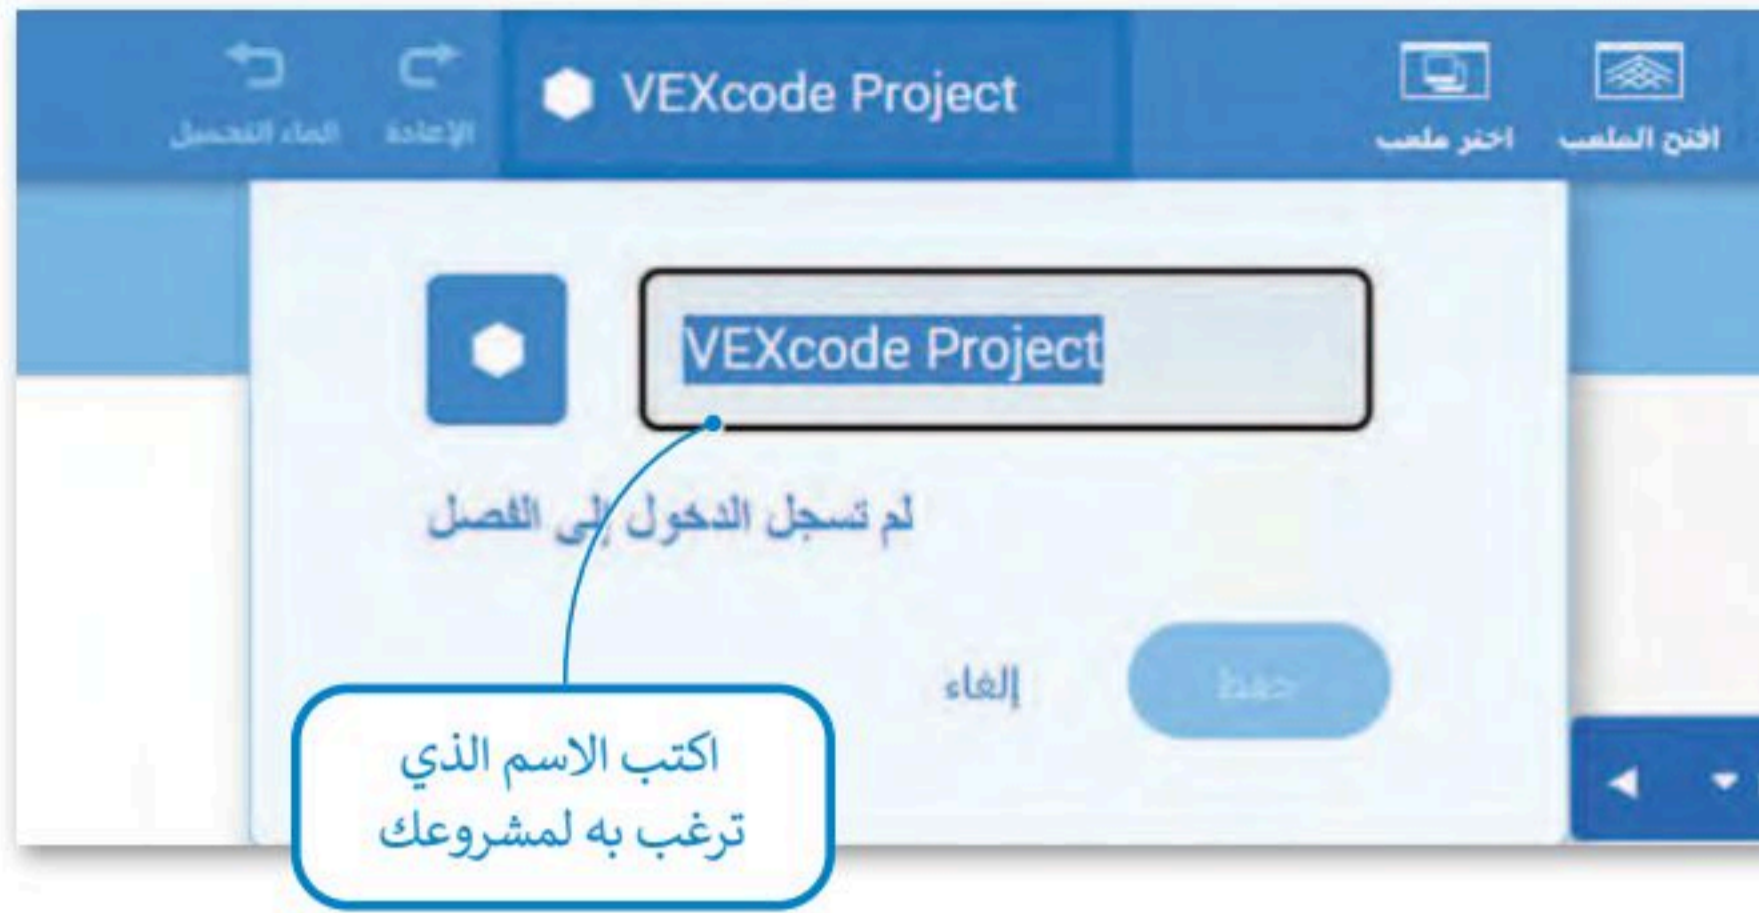 افتح الملعب
اختر ملعب
VEXcode Project
الإعادة
الماء التحميل
VEXcode Project
لم تسجل الدخول إلى الفصل
حفظ
إلغاء
اكتب الاسم الذي
ترغب به لمشروعك